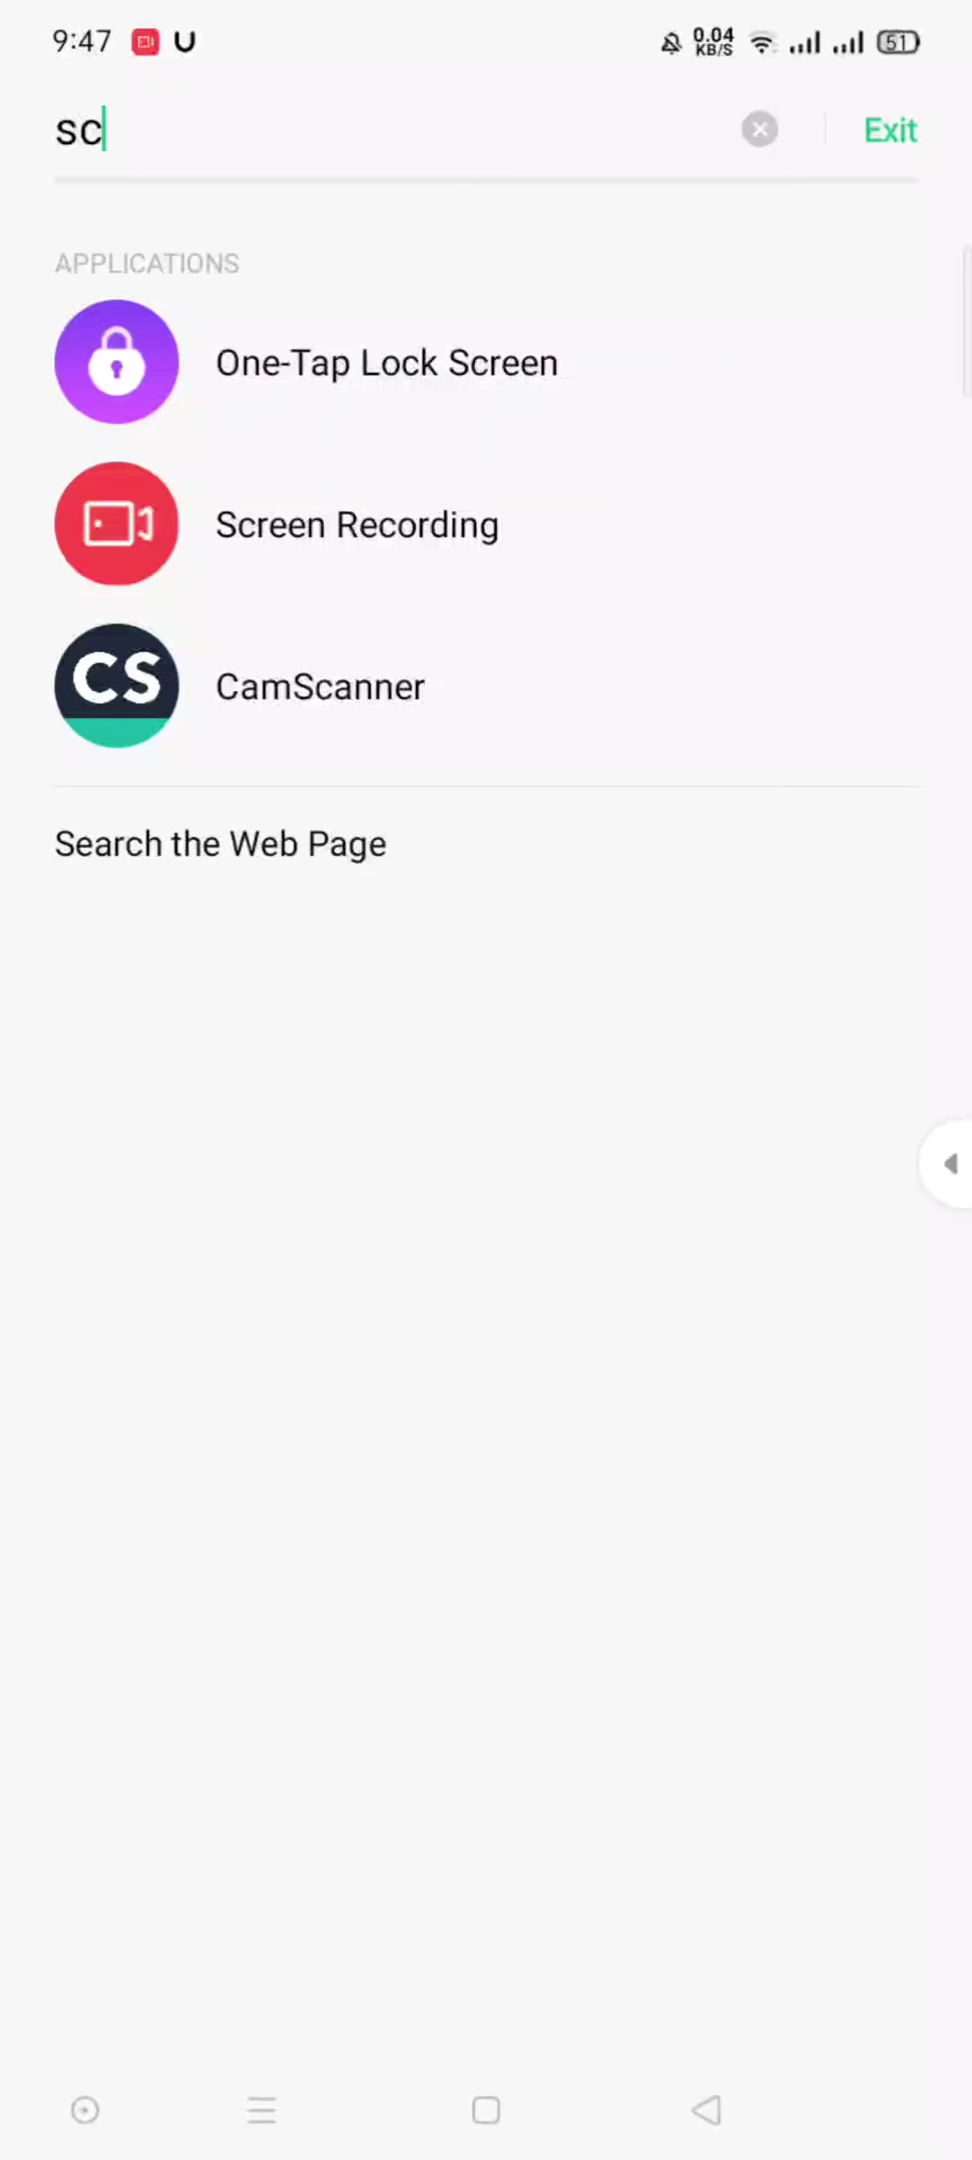 9:47 U 0.04 KB/S 51
sc Exit
APPLICATIONS
One-Tap Lock Screen
Screen Recording
CS CamScanner
Search the Web Page